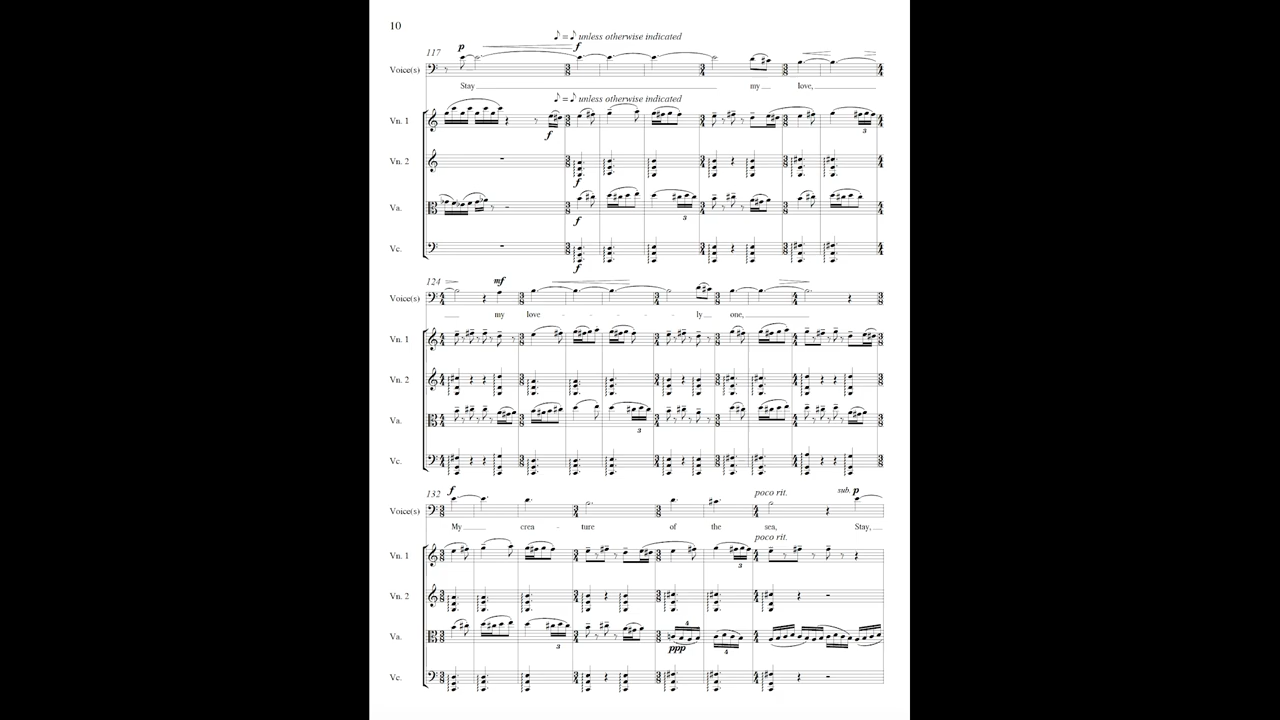 10
♪ = ♪ unless otherwise indicated
117
p
f
Voice(s)
Stay my love,
♪ = ♪ unless otherwise indicated
Vn. 1
f
3
Vn. 2
f
Va.
f
3
Vc.
f
124
mf
Voice(s)
my love - - - - ly one,
Vn. 1
Vn. 2
Va.
3
Vc.
132
f
poco rit.
sub. p
Voice(s)
My crea - ture of the sea, Stay,
poco rit.
Vn. 1
3
Vn. 2
Va.
3
4
4
ppp
Vc.